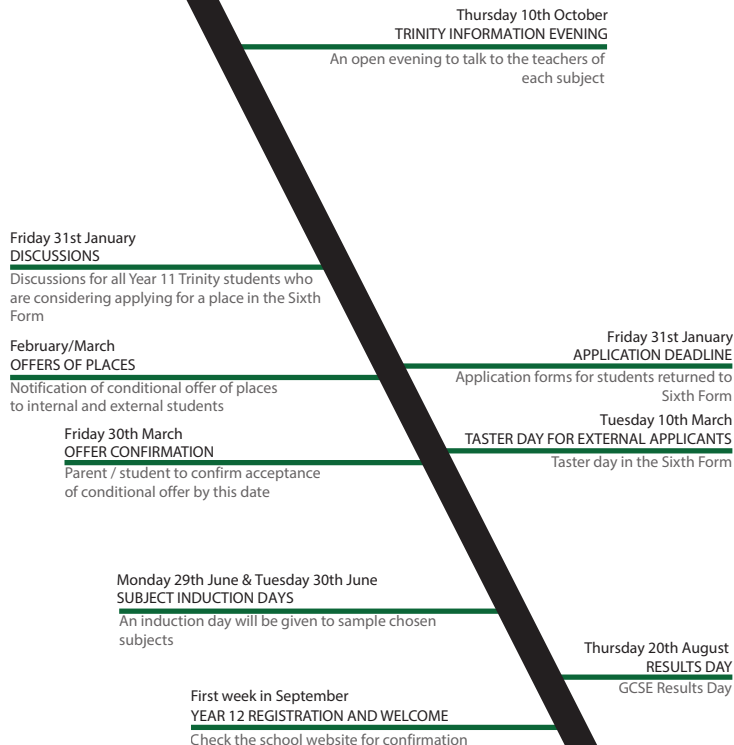 Thursday 10th October
TRINITY INFORMATION EVENING
An open evening to talk to the teachers of
each subject
Friday 31st January
DISCUSSIONS
Discussions for all Year 11 Trinity students who
are considering applying for a place in the Sixth
Form
Friday 31st January
APPLICATION DEADLINE
Application forms for students returned to
Sixth Form
February/March
OFFERS OF PLACES
Notification of conditional offer of places
to internal and external students
Tuesday 10th March
TASTER DAY FOR EXTERNAL APPLICANTS
Taster day in the Sixth Form
Friday 30th March
OFFER CONFIRMATION
Parent / student to confirm acceptance
of conditional offer by this date
Monday 29th June & Tuesday 30th June
SUBJECT INDUCTION DAYS
An induction day will be given to sample chosen
subjects
Thursday 20th August
RESULTS DAY
GCSE Results Day
First week in September
YEAR 12 REGISTRATION AND WELCOME
Check the school website for confirmation